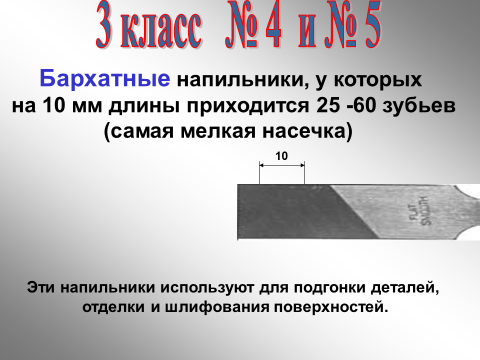 3 класс № 4 и № 5
Бархатные напильники, у которых
на 10 мм длины приходится 25 -60 зубьев
(самая мелкая насечка)
10
FLAT
SMOOTH
Эти напильники используют для подгонки деталей,
отделки и шлифования поверхностей.